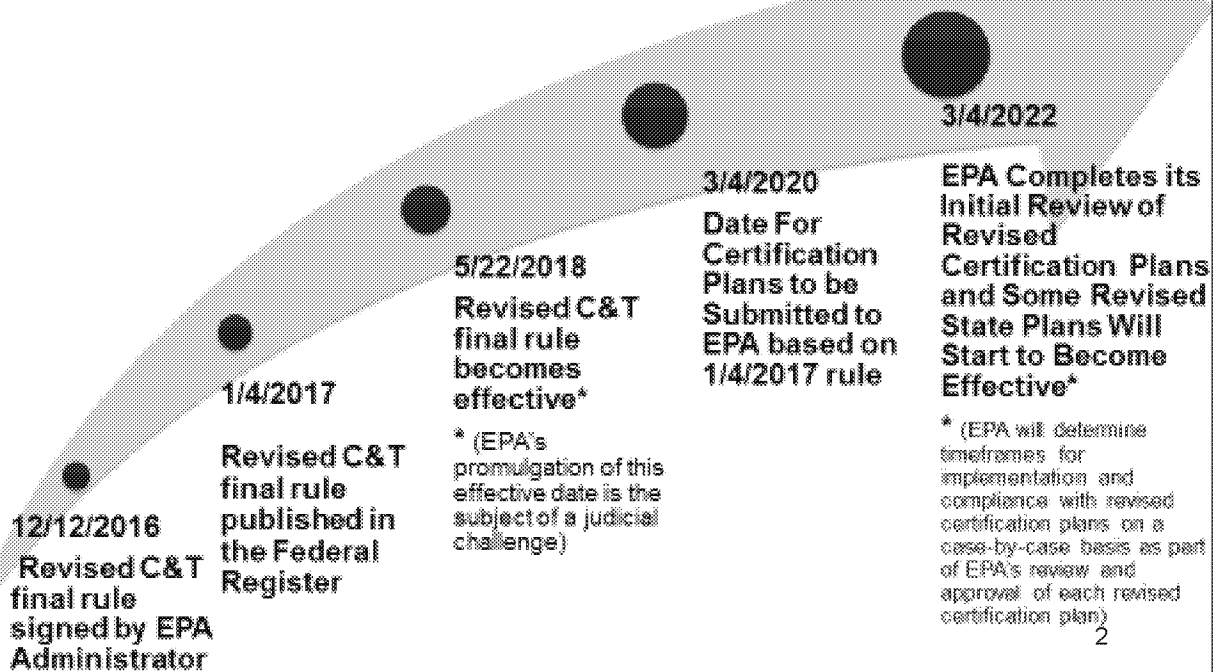 12/12/2016
Revised C&T
final rule
signed by EPA
Administrator
1/4/2017
Revised C&T
final rule
published in
the Federal
Register
5/22/2018
Revised C&T
final rule
becomes
effective*
* (EPA's
promulgation of this
effective date is the
subject of a judicial
challenge)
3/4/2020
Date For
Certification
Plans to be
Submitted to
EPA based on
1/4/2017 rule
3/4/2022
EPA Completes its
Initial Review of
Revised
Certification Plans
and Some Revised
State Plans Will
Start to Become
Effective*
* (EPA will determine
timeframes for
implementation and
compliance with revised
certification plans on a
case-by-case basis as part
of EPA's review and
approval of each revised
certification plan)
2